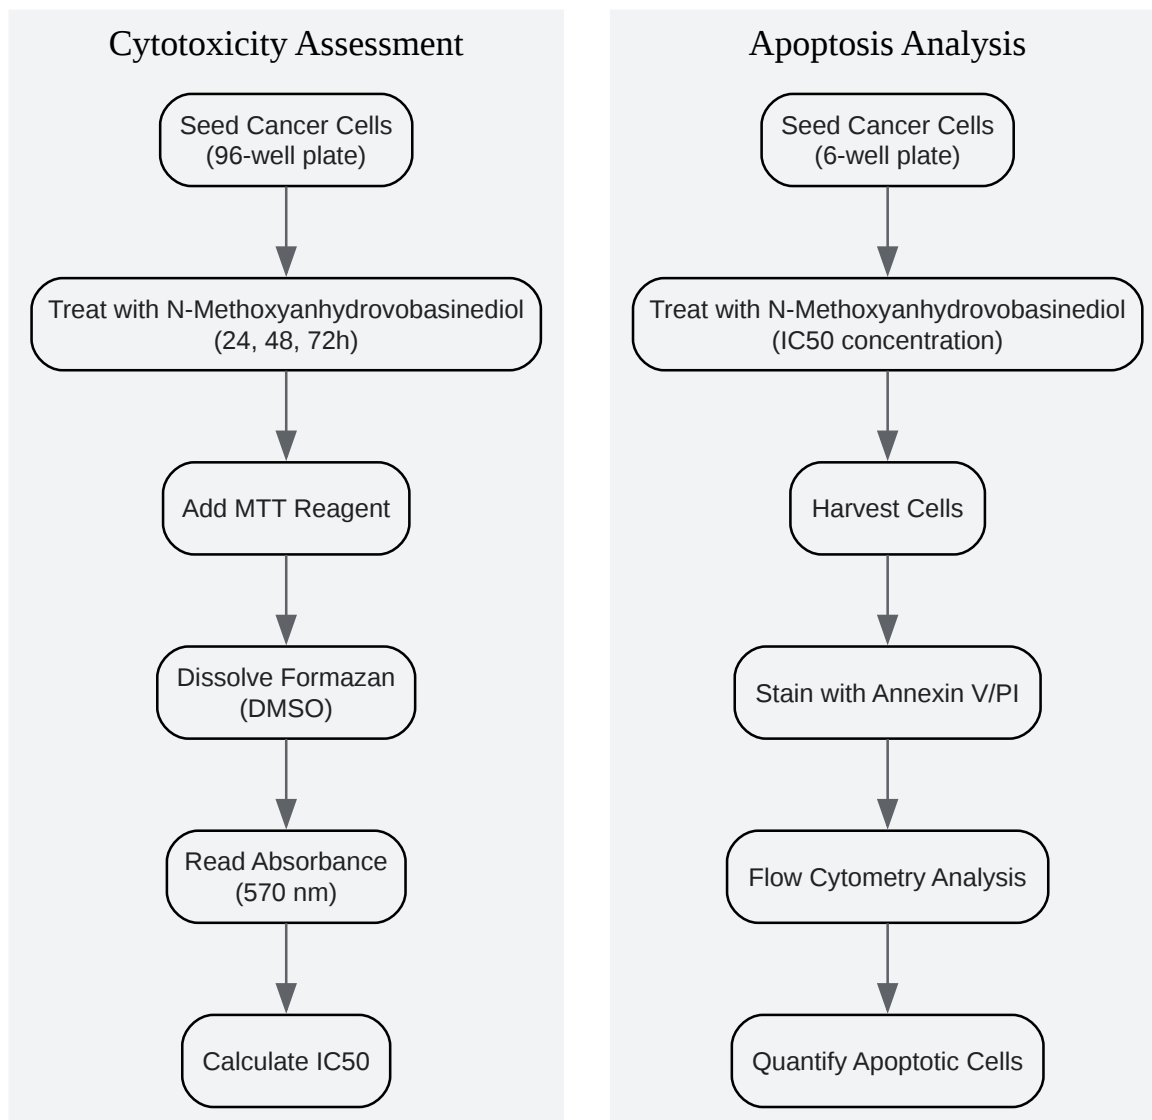 Cytotoxicity Assessment
Seed Cancer Cells
(96-well plate)
Treat with N-Methoxyanhydrovobasinediol
(24, 48, 72h)
Add MTT Reagent
Dissolve Formazan
(DMSO)
Read Absorbance
(570 nm)
Calculate IC50
Apoptosis Analysis
Seed Cancer Cells
(6-well plate)
Treat with N-Methoxyanhydrovobasinediol
(IC50 concentration)
Harvest Cells
Stain with Annexin V/PI
Flow Cytometry Analysis
Quantify Apoptotic Cells